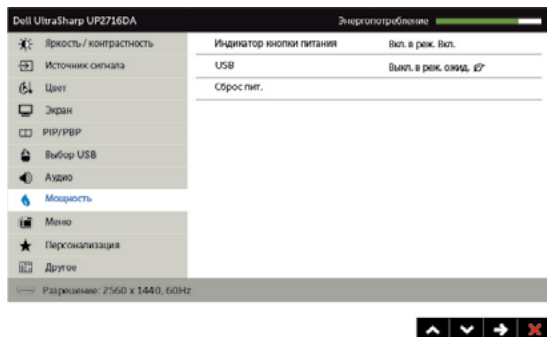 Dell UltraSharp UP2716DA Энергопотребление
Яркость / контрастность Индикатор кнопки питания Вкл. в реж. Вкл.
Источник сигнала USB Выкл. в реж. ожид.
Цвет Сброс пит.
Экран
PIP/PBP
Выбор USB
Аудио
Мощность
Меню
Персонализация
Другое
Разрешение: 2560 x 1440, 60Hz